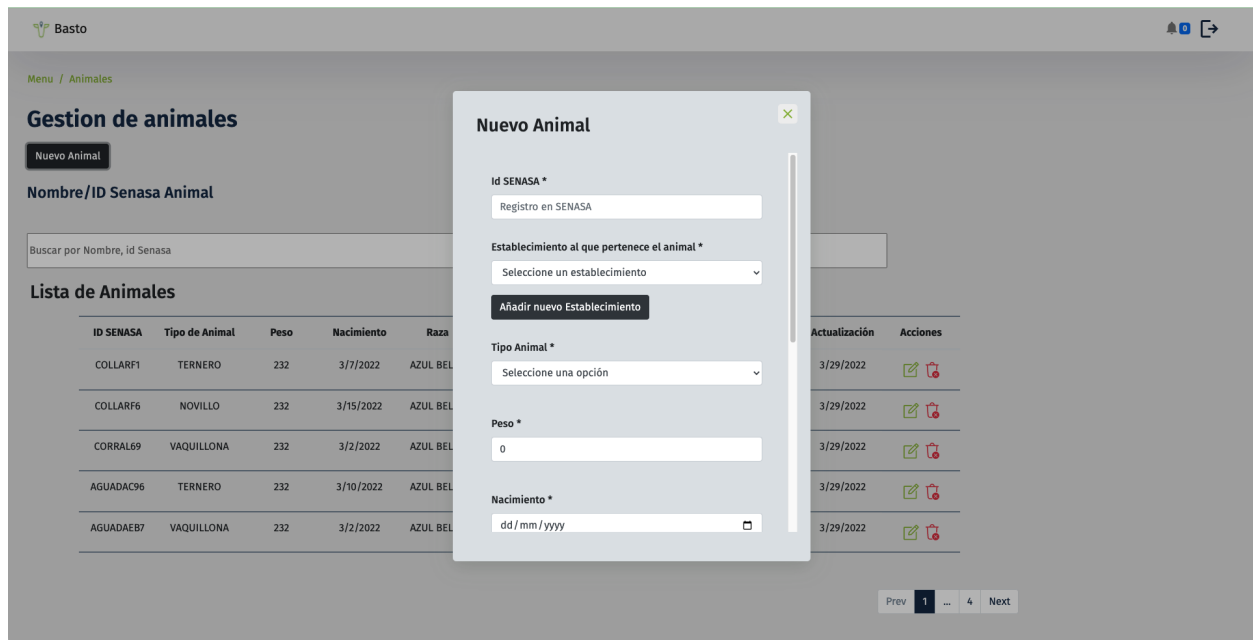 Basto
0
Menu / Animales
Gestion de animales
Nuevo Animal
Nombre/ID Senasa Animal
Buscar por Nombre, id Senasa
Lista de Animales
ID SENASA Tipo de Animal Peso Nacimiento Raza Actualización Acciones
COLLARF1 TERNERO 232 3/7/2022 AZUL BEL 3/29/2022
COLLARF6 NOVILLO 232 3/15/2022 AZUL BEL 3/29/2022
CORRAL69 VAQUILLONA 232 3/2/2022 AZUL BEL 3/29/2022
AGUADAC96 TERNERO 232 3/10/2022 AZUL BEL 3/29/2022
AGUADAEB7 VAQUILLONA 232 3/2/2022 AZUL BEL 3/29/2022
Prev 1 ... 4 Next
Nuevo Animal
Id SENASA *
Registro en SENASA
Establecimiento al que pertenece el animal *
Seleccione un establecimiento
Añadir nuevo Establecimiento
Tipo Animal *
Seleccione una opción
Peso *
0
Nacimiento *
dd/mm/yyyy